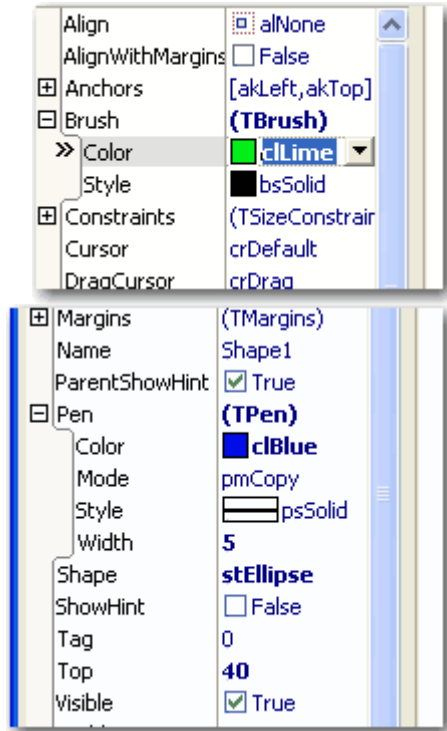 Align alNone
AlignWithMargins False
Anchors [akLeft,akTop]
Brush (TBrush)
Color clLime
Style bsSolid
Constraints (TSizeConstrair
Cursor crDefault
DragCursor crDrag
Margins (TMargins)
Name Shape1
ParentShowHint True
Pen (TPen)
Color clBlue
Mode pmCopy
Style psSolid
Width 5
Shape stEllipse
ShowHint False
Tag 0
Top 40
Visible True